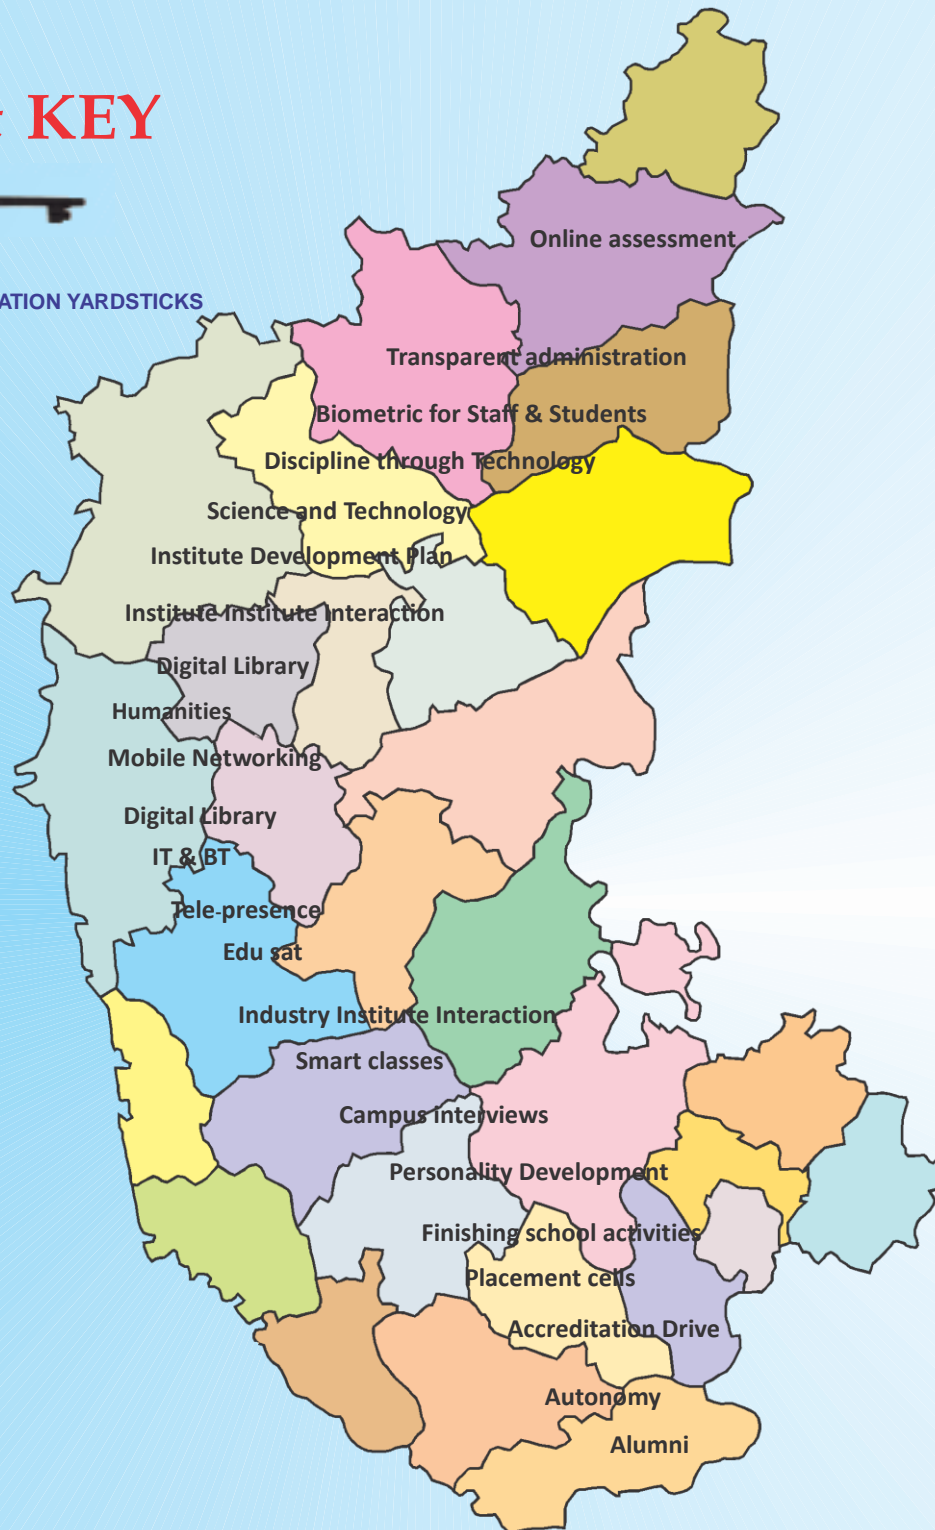 KEY
ATION YARDSTICKS
Online assessment
Transparent administration
Biometric for Staff & Students
Discipline through Technology
Science and Technology
Institute Development Plan
Institute Institute Interaction
Digital Library
Humanities
Mobile Networking
Digital Library
IT & BT
Tele-presence
Edu sat
Industry Institute Interaction
Smart classes
Campus interviews
Personality Development
Finishing school activities
Placement cells
Accreditation Drive
Autonomy
Alumni